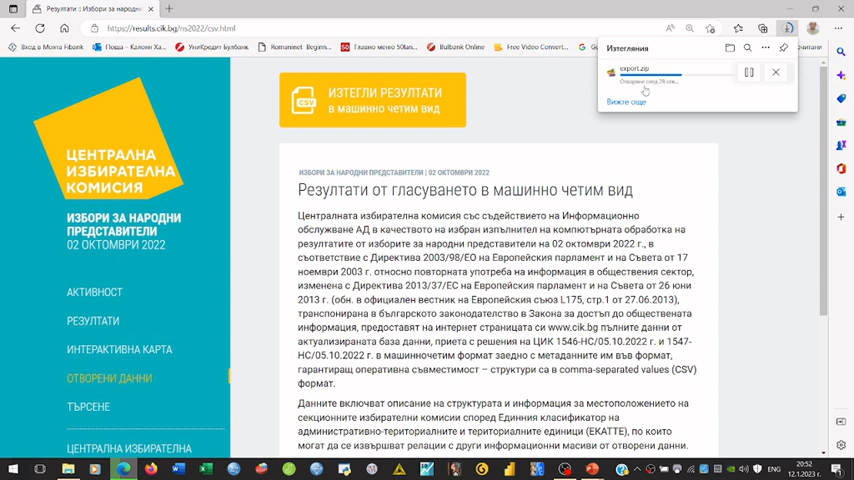 Резултати :: Избори за народни
https://results.cik.bg/ns2022/csv.html
Вход в Моята Fibank
Поща – Калоян Ха...
УниКредит Булбанк
Romaninet Begins...
Главно меню 50lan...
Bulbank Online
Free Video Convert...
Изтегляния
export.zip
Отваряни след 28 сек...
Вижте още
ИЗТЕГЛИ РЕЗУЛТАТИ
в машинно четим вид
CSV
ЦЕНТРАЛНА
ИЗБИРАТЕЛНА
КОМИСИЯ
ИЗБОРИ ЗА НАРОДНИ
ПРЕДСТАВИТЕЛИ
02 ОКТОМВРИ 2022
АКТИВНОСТ
РЕЗУЛТАТИ
ИНТЕРАКТИВНА КАРТА
ОТВОРЕНИ ДАННИ
ТЪРСЕНЕ
ЦЕНТРАЛНА ИЗБИРАТЕЛНА
ИЗБОРИ ЗА НАРОДНИ ПРЕДСТАВИТЕЛИ | 02 ОКТОМВРИ 2022
Резултати от гласуването в машинно четим вид
Централната избирателна комисия със съдействието на Информационно
обслужване АД в качеството на избран изпълнител на компютърната обработка на
резултатите от изборите за народни представители на 02 октомври 2022 г., в
съответствие с Директива 2003/98/ЕО на Европейския парламент и на Съвета от 17
ноември 2003 г. относно повторната употреба на информация в обществения сектор,
изменена с Директива 2013/37/ЕС на Европейския парламент и на Съвета от 26 юни
2013 г. (обн. в официален вестник на Европейския съюз L175, стр.1 от 27.06.2013),
транспонирана в българското законодателство в Закона за достъп до обществената
информация, предоставят на интернет страницата си www.cik.bg пълните данни от
актуализираната база данни, приета с решения на ЦИК 1546-НС/05.10.2022 г. и 1547-
НС/05.10.2022 г. в машинночетим формат заедно с метаданните им във формат,
гарантиращ оперативна съвместимост – структури са в comma-separated values (CSV)
формат.
Данните включват описание на структурата и информация за местоположението на
секционните избирателни комисии според Единния класификатор на
административно-териториалните и териториалните единици (ЕКАТТЕ), по които
могат да се извършват релации с други информационни масиви от отворени данни.
ENG
20:52
12.1.2023 г.